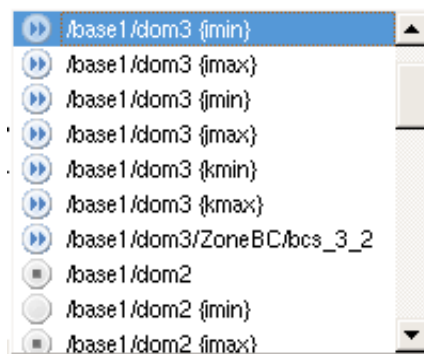 /base1/dom3 {imin}
/base1/dom3 {imax}
/base1/dom3 {jmin}
/base1/dom3 {jmax}
/base1/dom3 {kmin}
/base1/dom3 {kmax}
/base1/dom3/ZoneBC/bcs_3_2
/base1/dom2
/base1/dom2 {imin}
/base1/dom2 {imax}